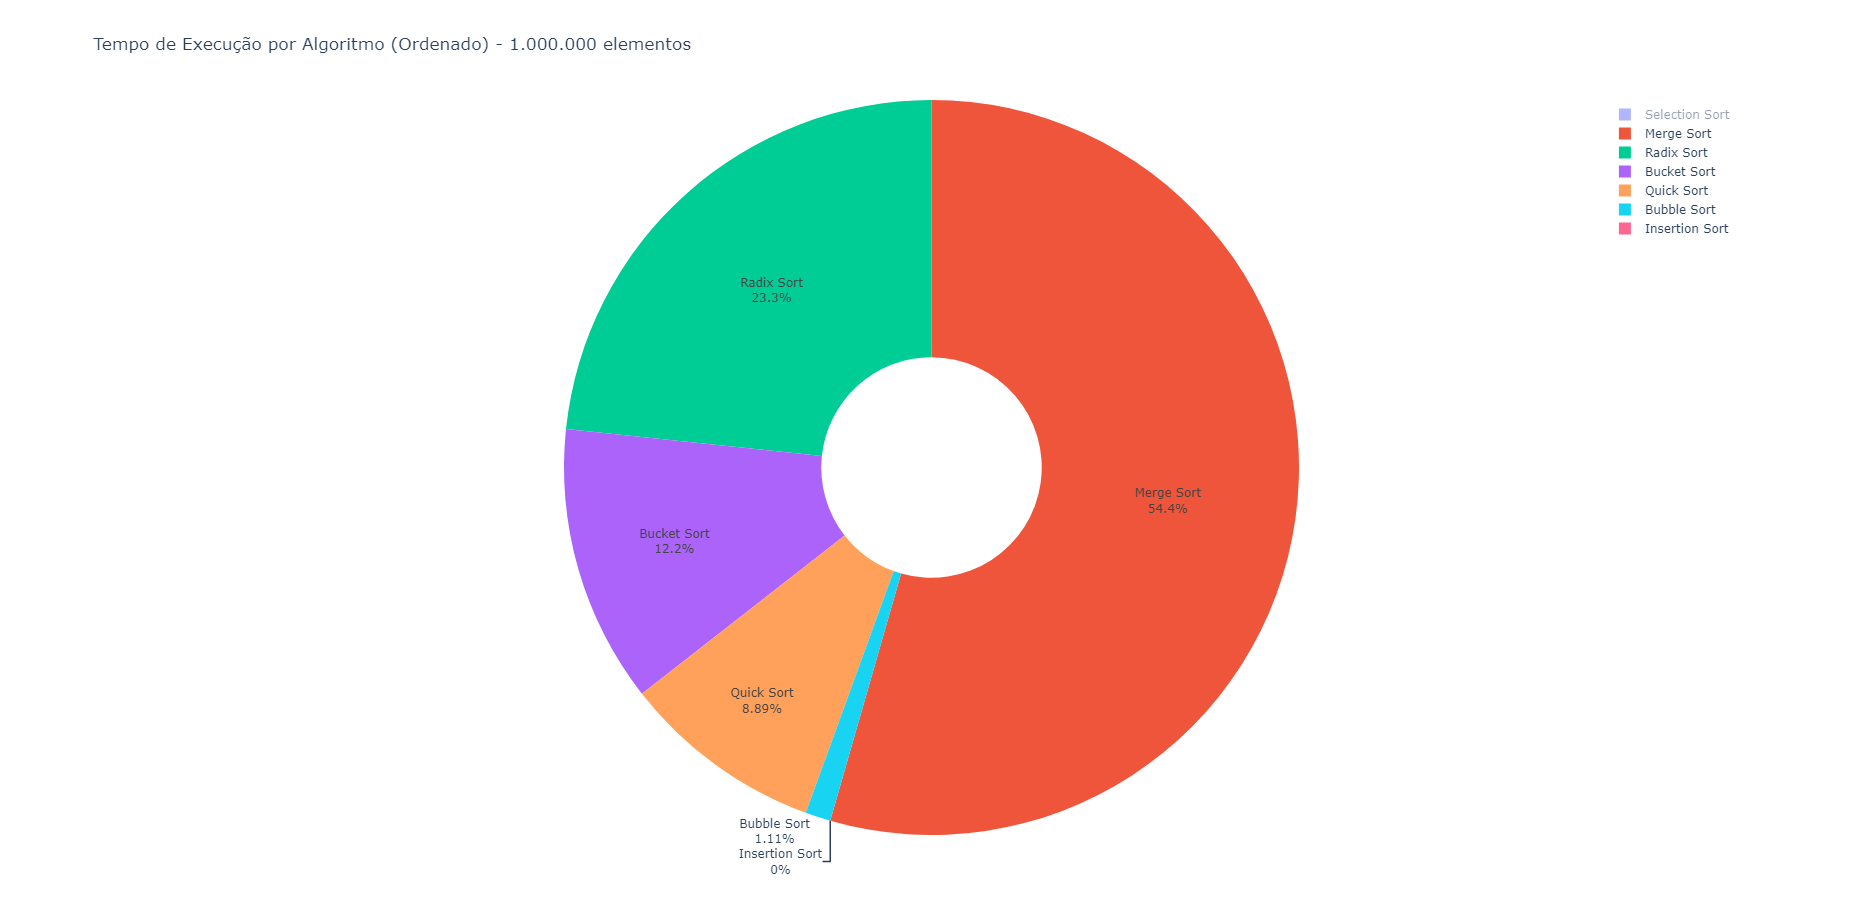 Tempo de Execução por Algoritmo (Ordenado) - 1.000.000 elementos
Selection Sort
Merge Sort
Radix Sort
Bucket Sort
Quick Sort
Bubble Sort
Insertion Sort
Radix Sort
23.3%
Merge Sort
54.4%
Bucket Sort
12.2%
Quick Sort
8.89%
Bubble Sort
1.11%
Insertion Sort
0%